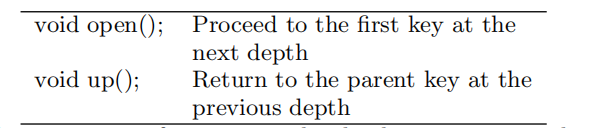 void open(); Proceed to the first key at the
next depth
void up(); Return to the parent key at the
previous depth